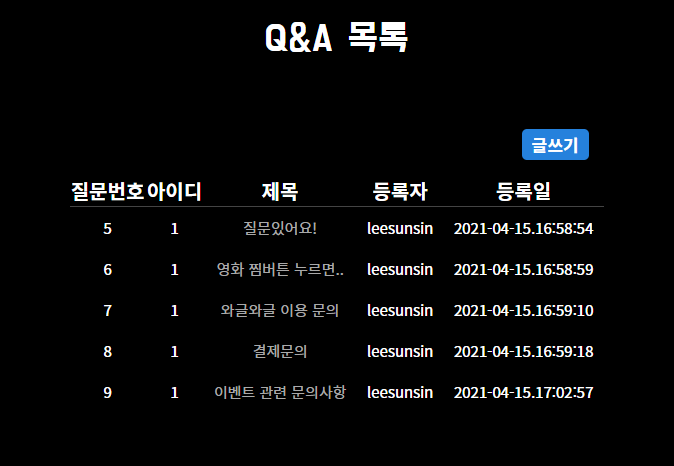 Q&A 목록
글쓰기
질문번호 아이디 제목 등록자 등록일
5 1 질문있어요! leesunsin 2021-04-15.16:58:54
6 1 영화 찜버튼 누르면.. leesunsin 2021-04-15.16:58:59
7 1 와글와글 이용 문의 leesunsin 2021-04-15.16:59:10
8 1 결제문의 leesunsin 2021-04-15.16:59:18
9 1 이벤트 관련 문의사항 leesunsin 2021-04-15.17:02:57